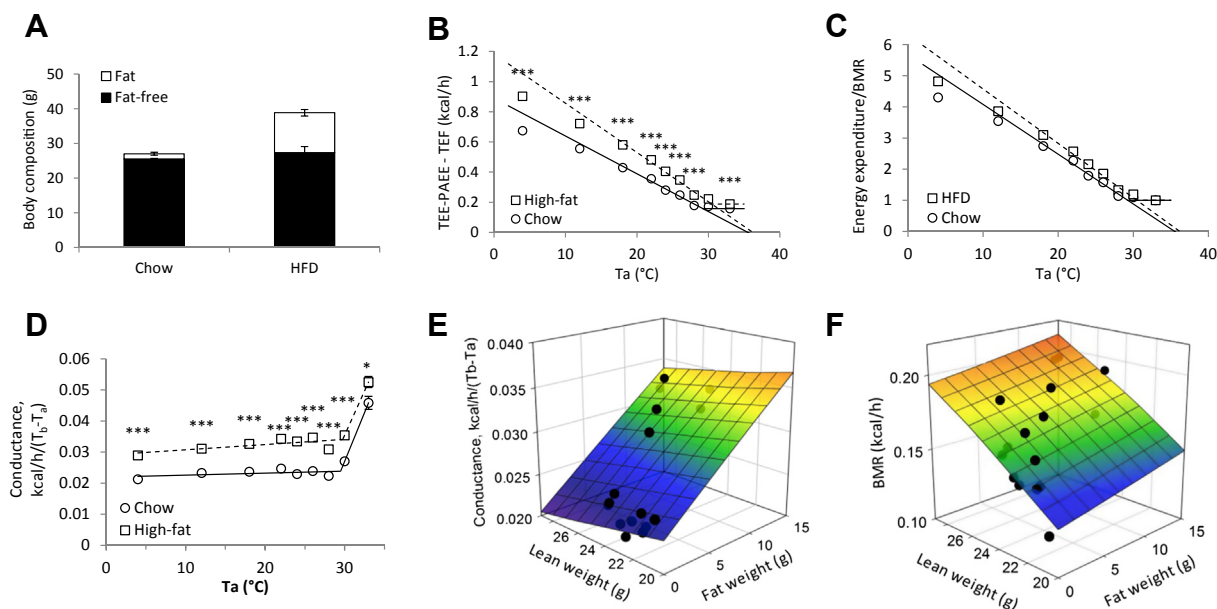 A
Body composition (g)
50
40
30
20
10
0
Fat
Fat-free
Chow
HFD
B
TEE-PAEE - TEF (kcal/h)
1.2
1
0.8
0.6
0.4
0.2
0
***
***
***
***
***
***
***
***
High-fat
Chow
0
10
20
30
40
Ta (°C)
C
Energy expenditure/BMR
6
5
4
3
2
1
0
HFD
Chow
0
10
20
30
40
Ta (°C)
D
Conductance,
kcal/h/(Tb-Ta)
0.06
0.05
0.04
0.03
0.02
0.01
0
***
***
***
***
***
***
***
***
*
Chow
High-fat
0
10
20
30
40
Ta (°C)
E
Conductance, kcal/h/(Tb-Ta)
0.040
0.035
0.030
0.025
0.020
26
24
22
20
Lean weight (g)
0
5
10
15
Fat weight (g)
F
BMR (kcal/h)
0.20
0.15
0.10
26
24
22
20
Lean weight (g)
0
5
10
15
Fat weight (g)